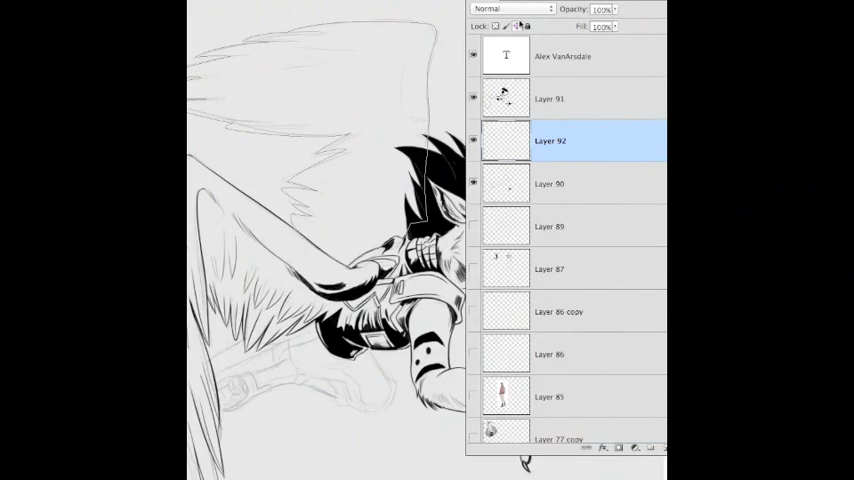 Normal Opacity: 100%
Lock: Fill: 100%
T Alex VanArsdale
Layer 91
Layer 92
Layer 90
Layer 89
Layer 87
Layer 86 copy
Layer 86
Layer 85
Layer 77 copy
fx